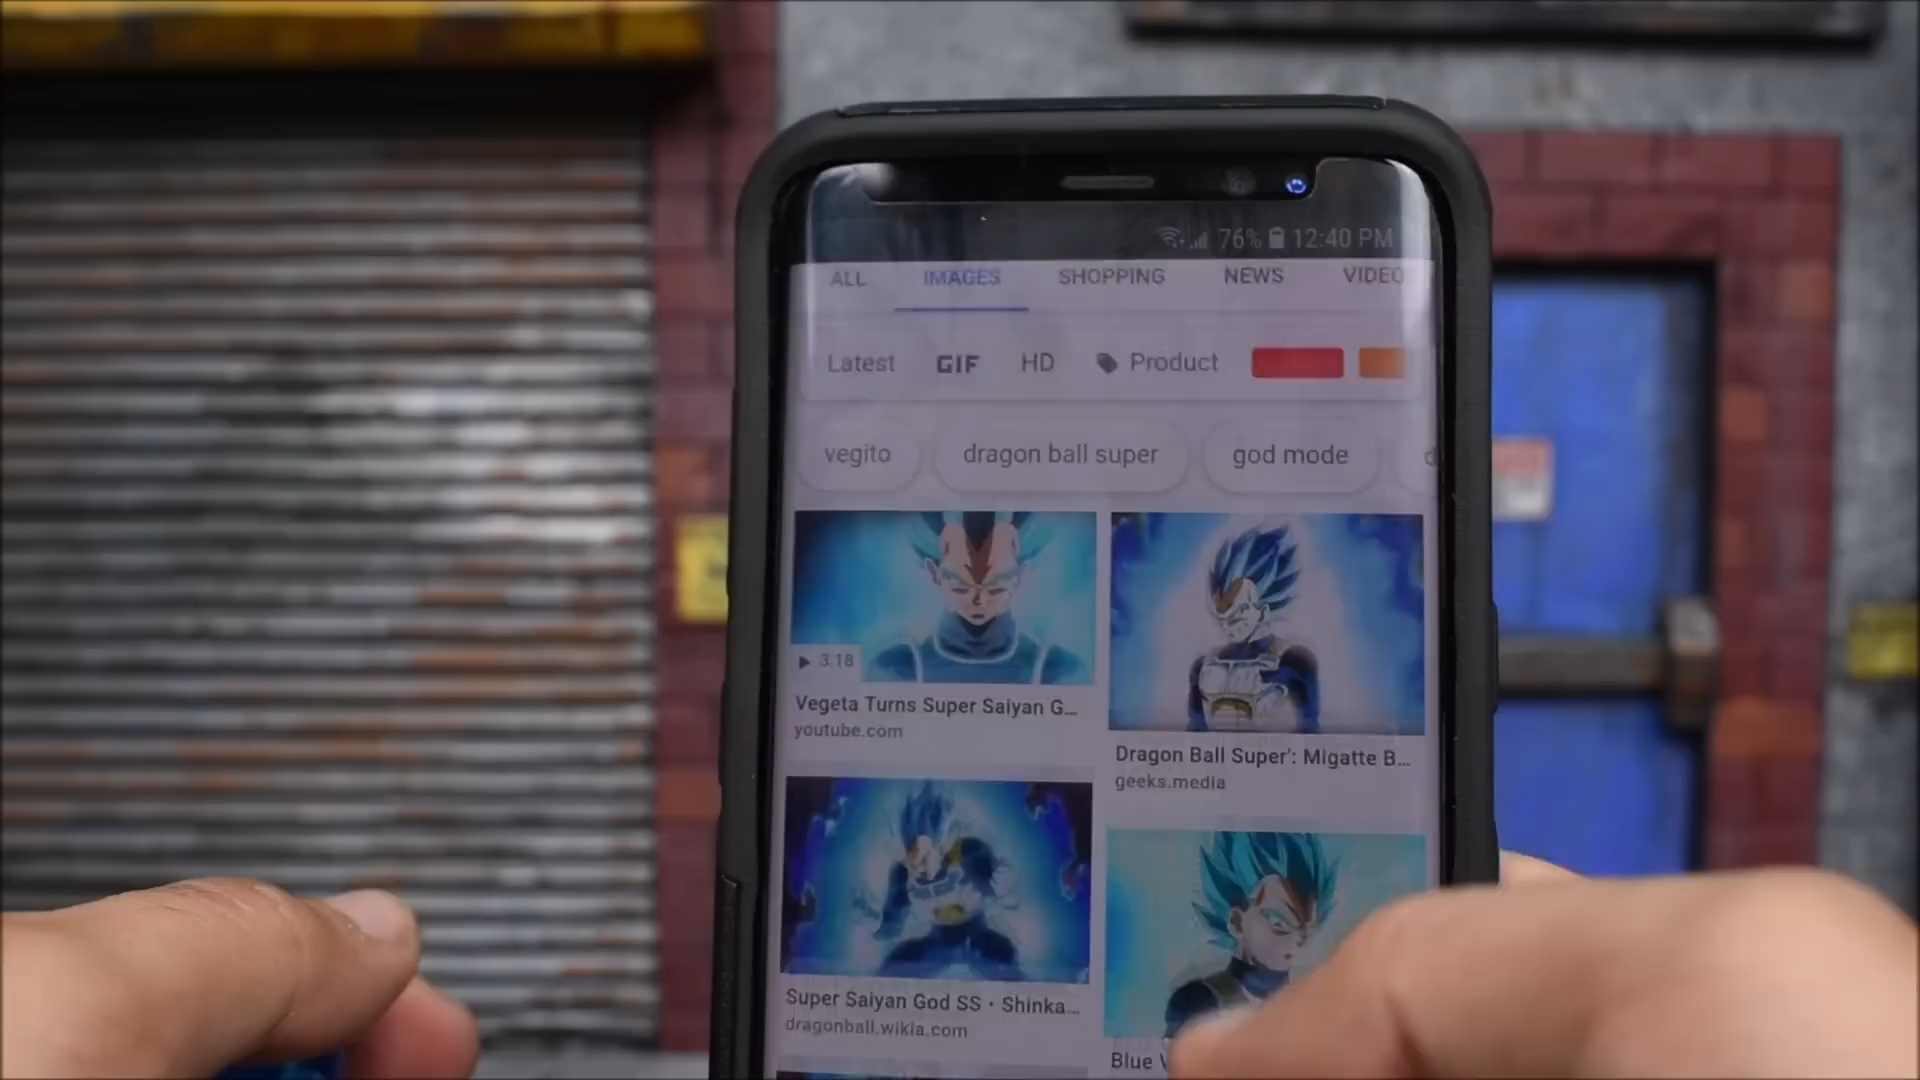 76% 12:40 PM
ALL IMAGES SHOPPING NEWS VIDEO
Latest GIF HD Product
vegito dragon ball super god mode
3:18
Vegeta Turns Super Saiyan G...
youtube.com
Dragon Ball Super': Migatte B...
geeks.media
Super Saiyan God SS · Shinka...
dragonball.wikia.com
Blue